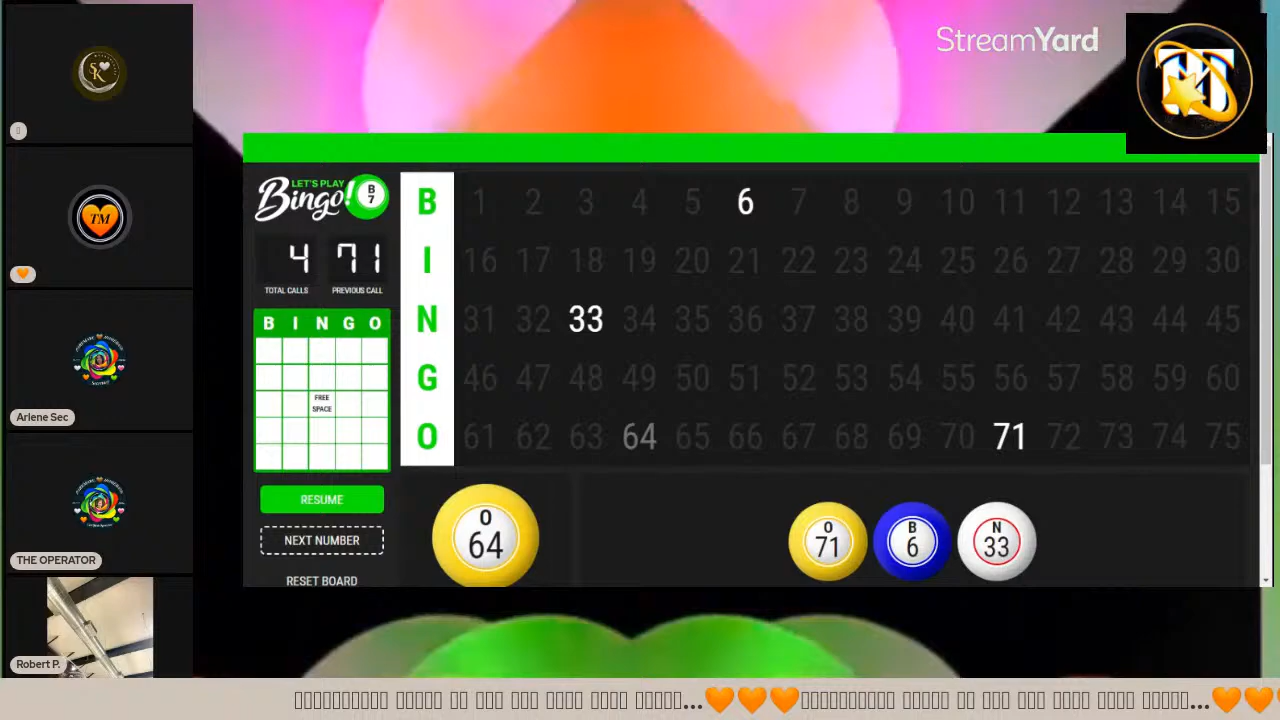 StreamYard
SK
TM
Arlene Sec
THE OPERATOR
Robert P.
LET'S PLAY
Bingo!
B
7
4 71
TOTAL CALLS PREVIOUS CALL
B I N G O
FREE
SPACE
RESUME
NEXT NUMBER
RESET BOARD
B 1 2 3 4 5 6 7 8 9 10 11 12 13 14 15
I 16 17 18 19 20 21 22 23 24 25 26 27 28 29 30
N 31 32 33 34 35 36 37 38 39 40 41 42 43 44 45
G 46 47 48 49 50 51 52 53 54 55 56 57 58 59 60
O 61 62 63 64 65 66 67 68 69 70 71 72 73 74 75
O
64
O
71
B
6
N
33